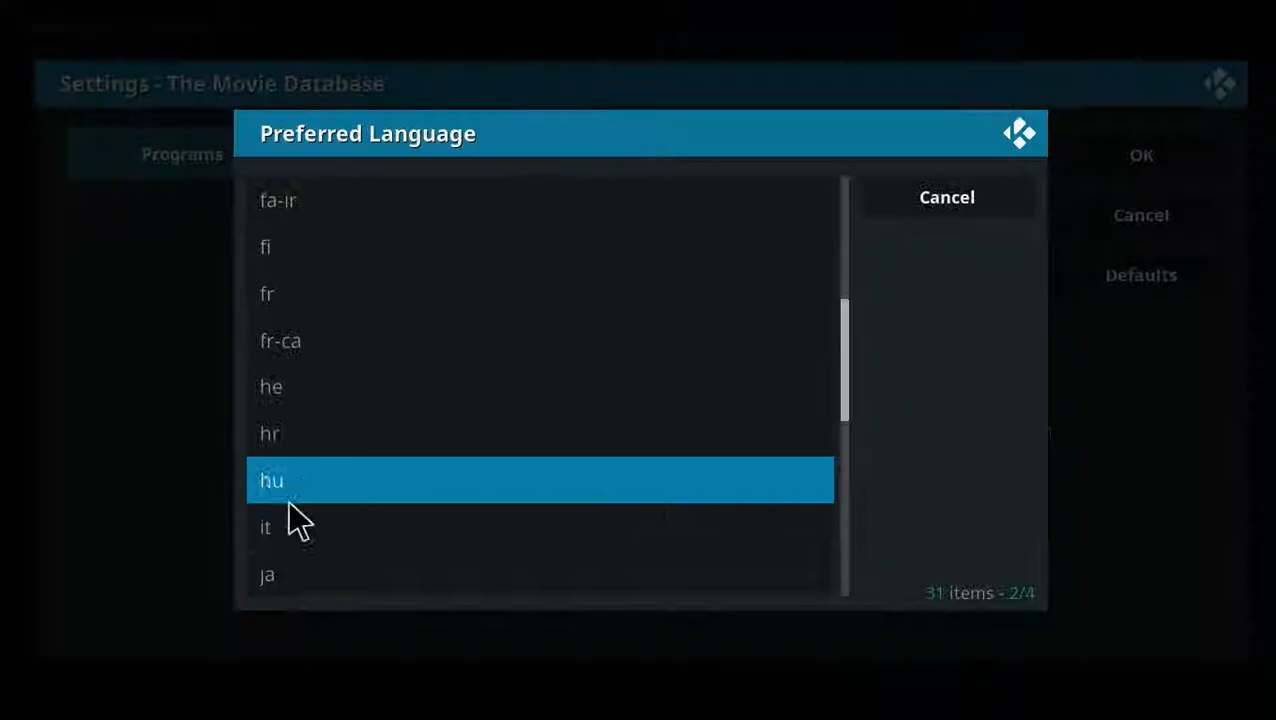 Settings - The Movie Database
Preferred Language
Programs
OK
fa-ir
Cancel
Cancel
fi
Defaults
fr
fr-ca
he
hr
hu
it
ja
31 items - 2/4